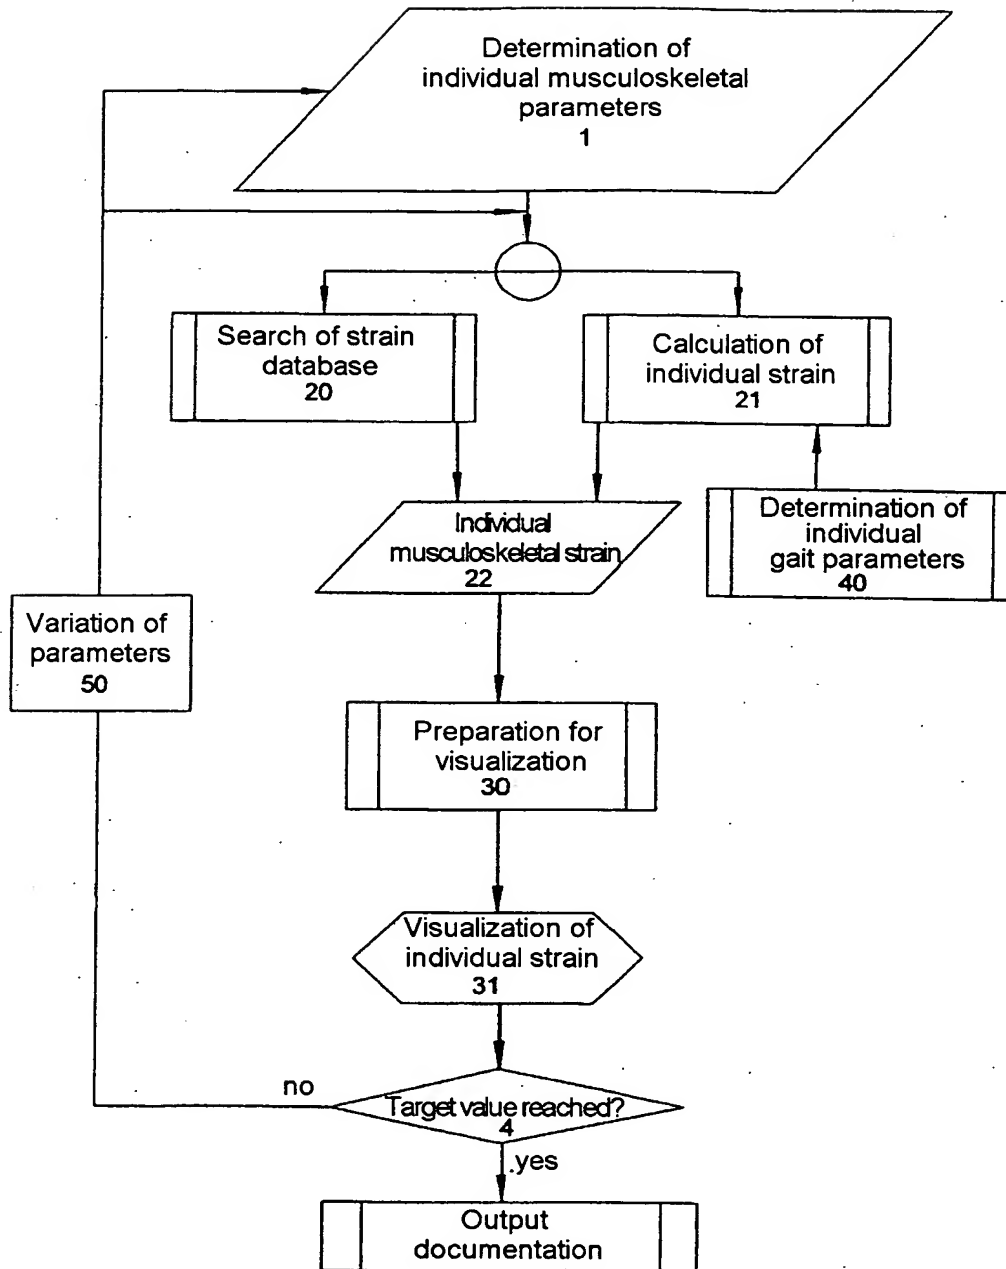 Determination of
individual musculoskeletal
parameters
1
Search of strain
database
20
Calculation of
individual strain
21
Individual
musculoskeletal strain
22
Determination of
individual
gait parameters
40
Variation of
parameters
50
Preparation for
visualization
30
Visualization of
individual strain
31
no
Target value reached?
4
yes
Output
documentation